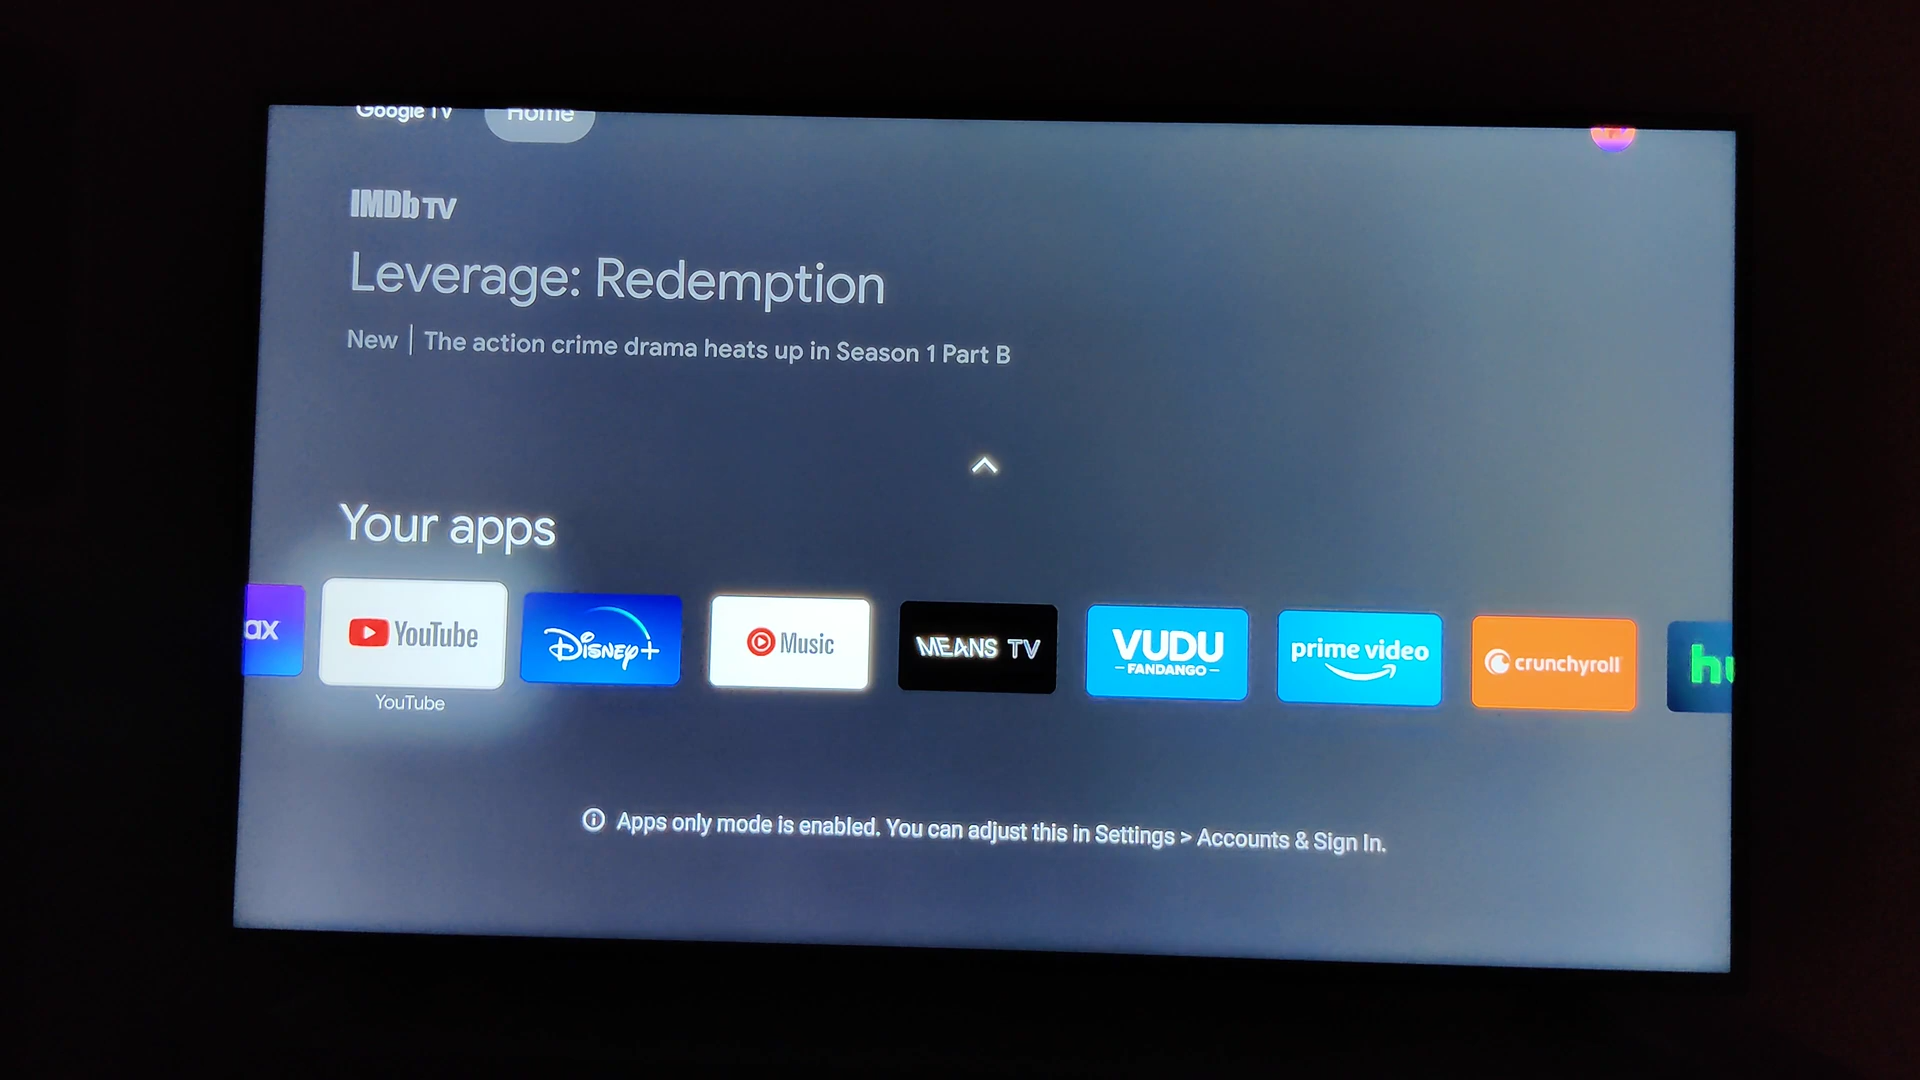 Google TV Home
IMDb TV
Leverage: Redemption
New | The action crime drama heats up in Season 1 Part B
Your apps
ax
YouTube
DISNEY+
Music
MEANS TV
VUDU
FANDANGO
prime video
crunchyroll
hu
YouTube
Apps only mode is enabled. You can adjust this in Settings > Accounts & Sign In.